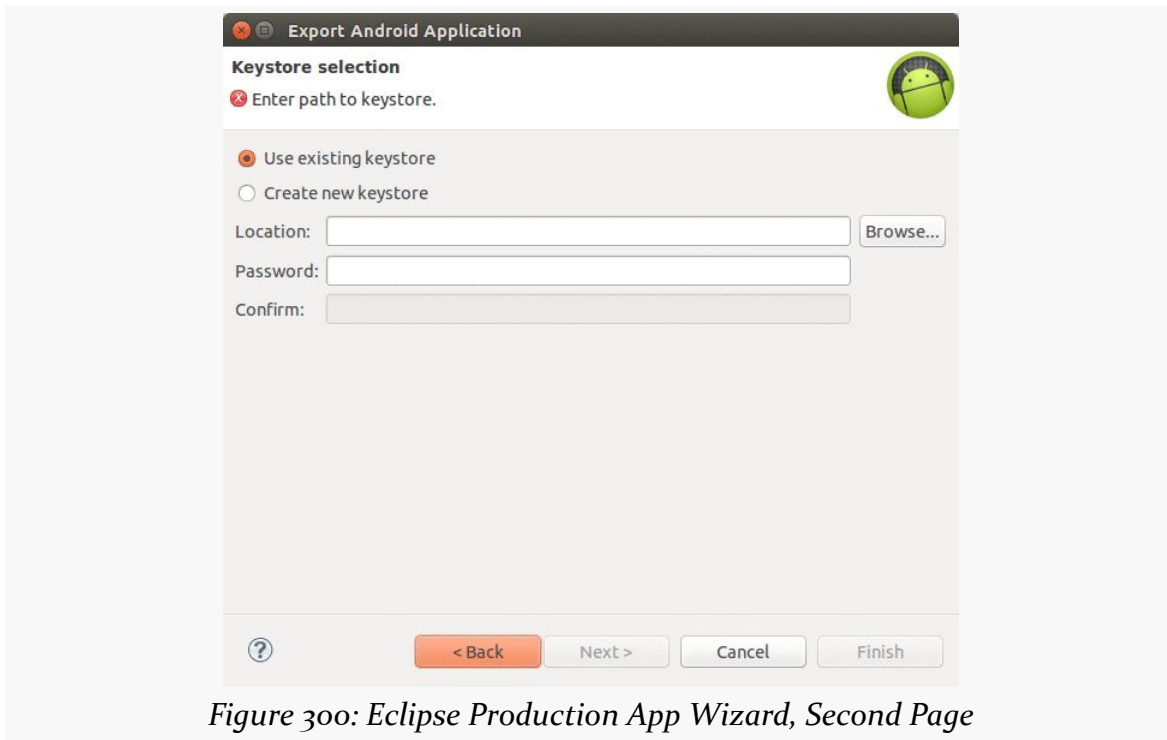 Export Android Application
Keystore selection
Enter path to keystore.
Use existing keystore
Create new keystore
Location:
Browse...
Password:
Confirm:
?
< Back
Next >
Cancel
Finish
Figure 300: Eclipse Production App Wizard, Second Page